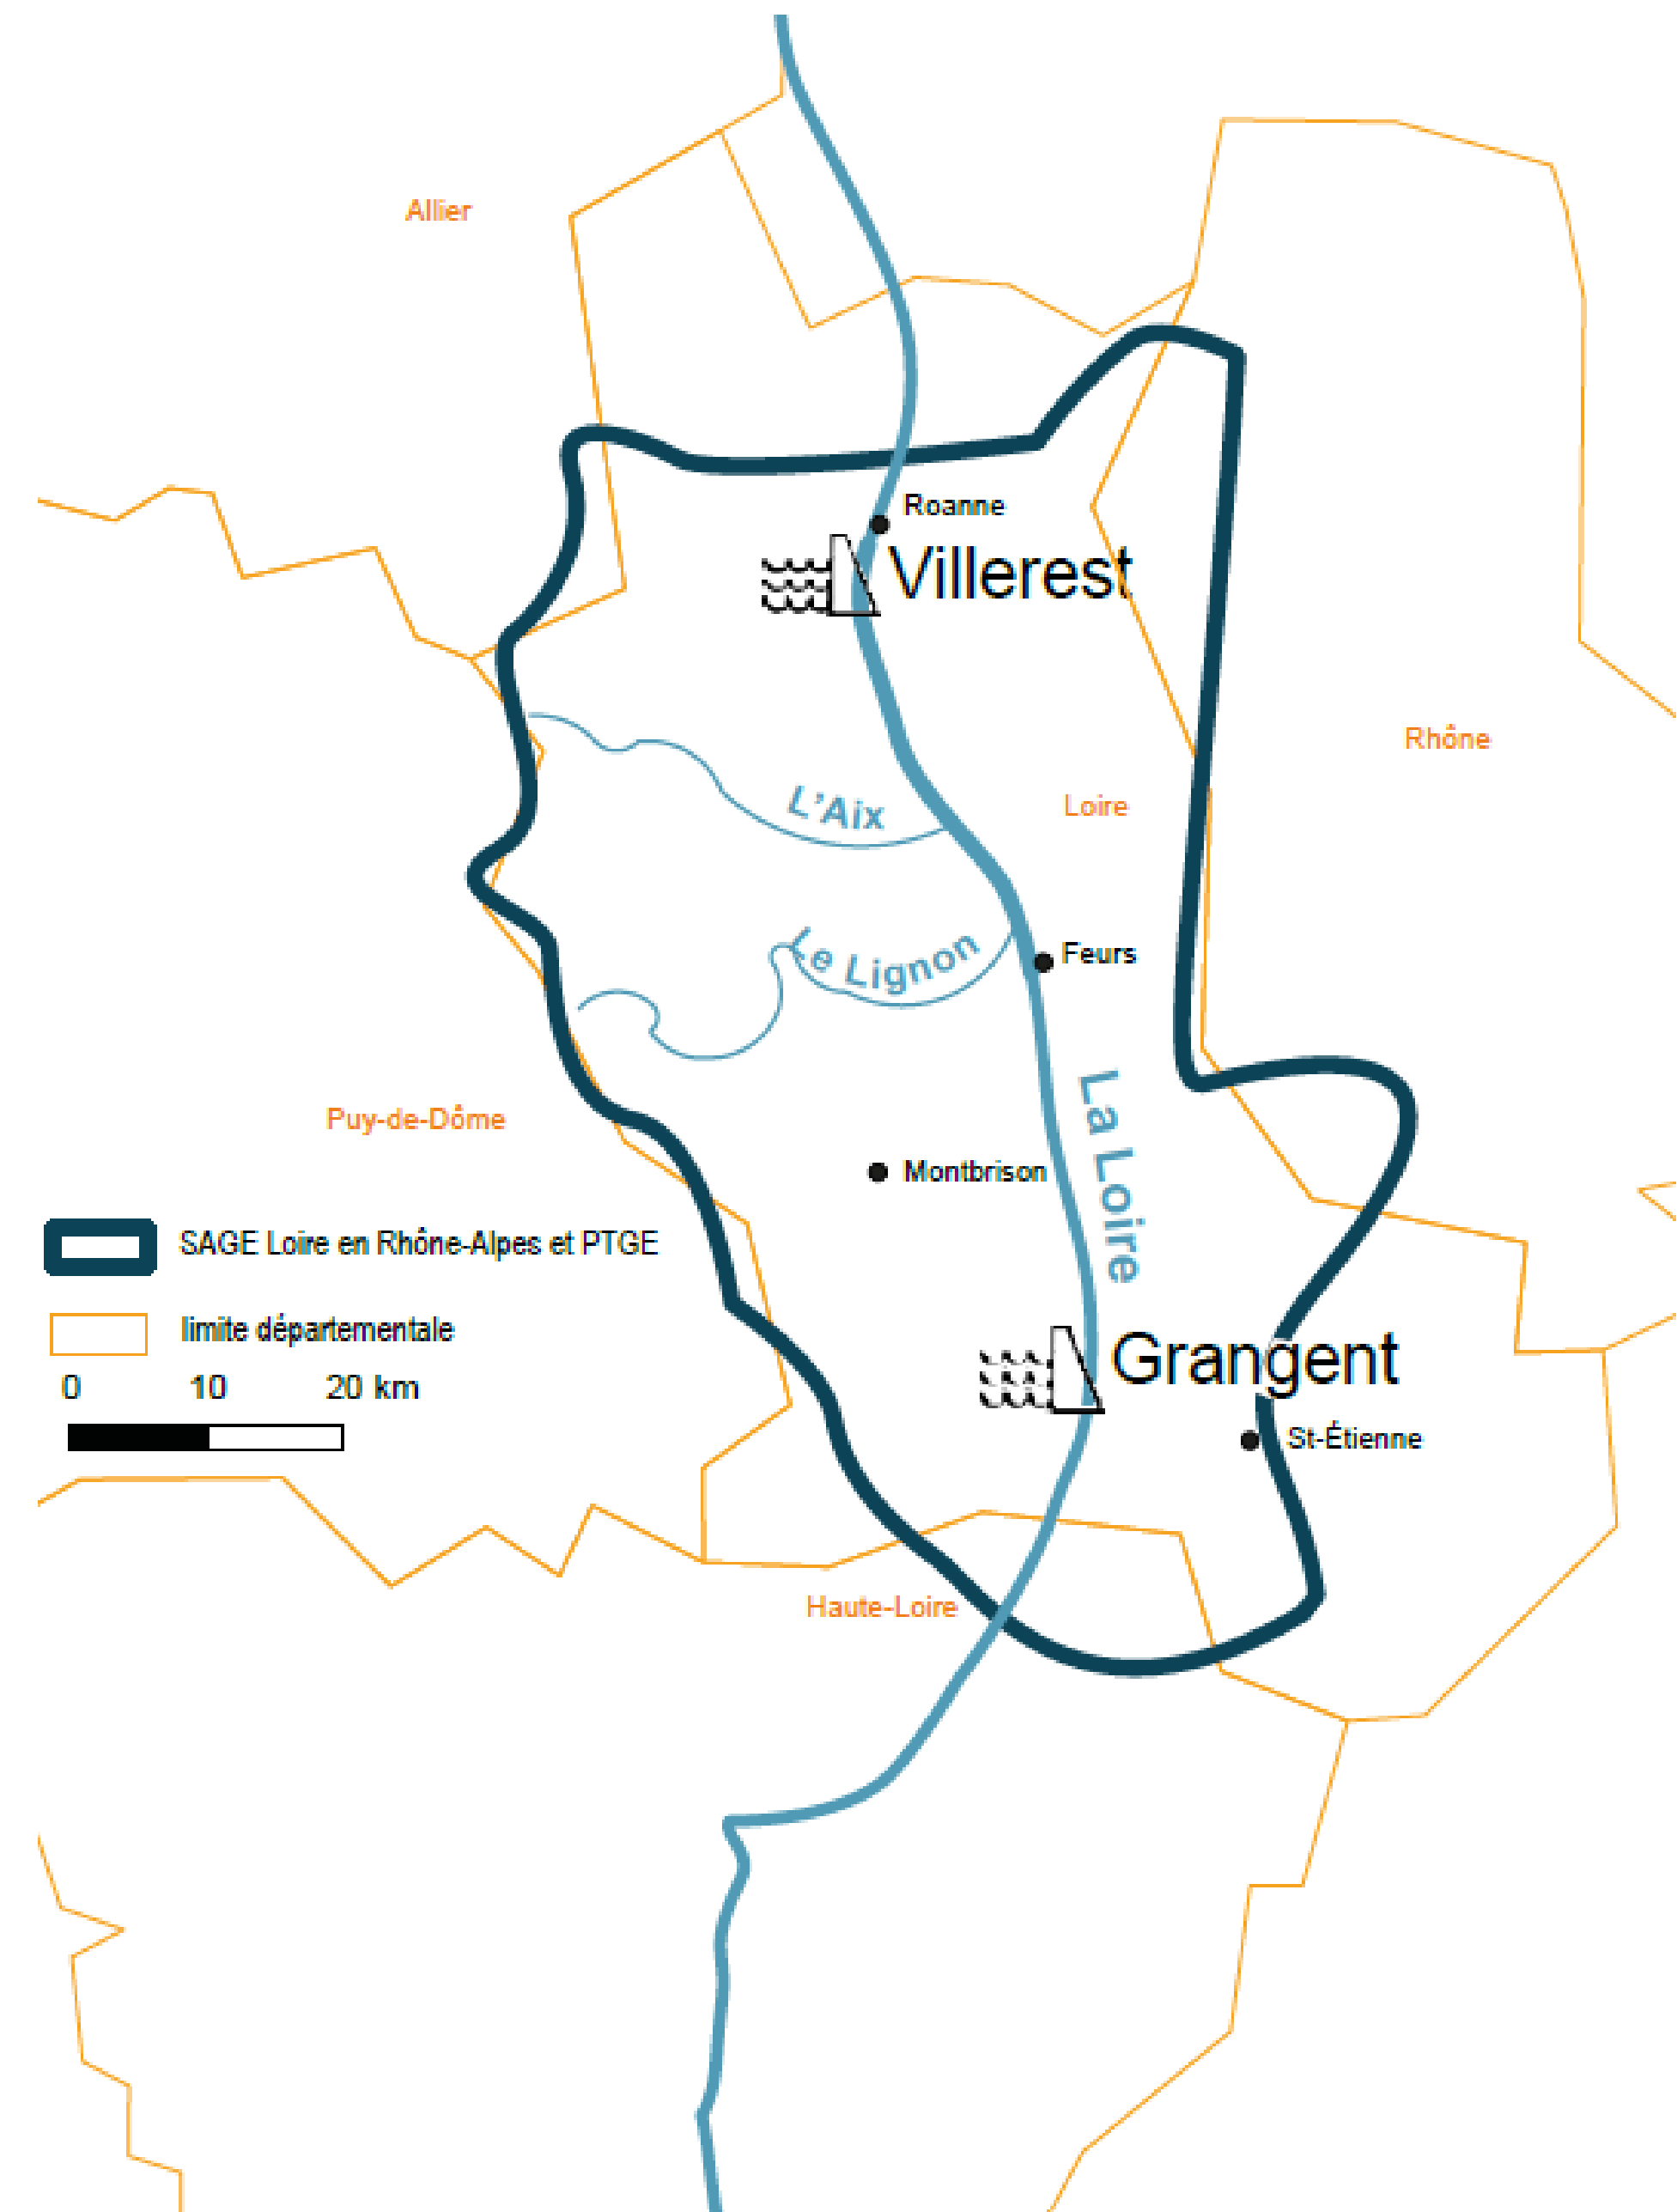 Allier
Roanne
Villerest
Rhône
L'Aix
Loire
Le Lignon
Feurs
La Loire
Puy-de-Dôme
Montbrison
SAGE Loire en Rhône-Alpes et PTGE
limite départementale
0 10 20 km
Grangent
St-Étienne
Haute-Loire